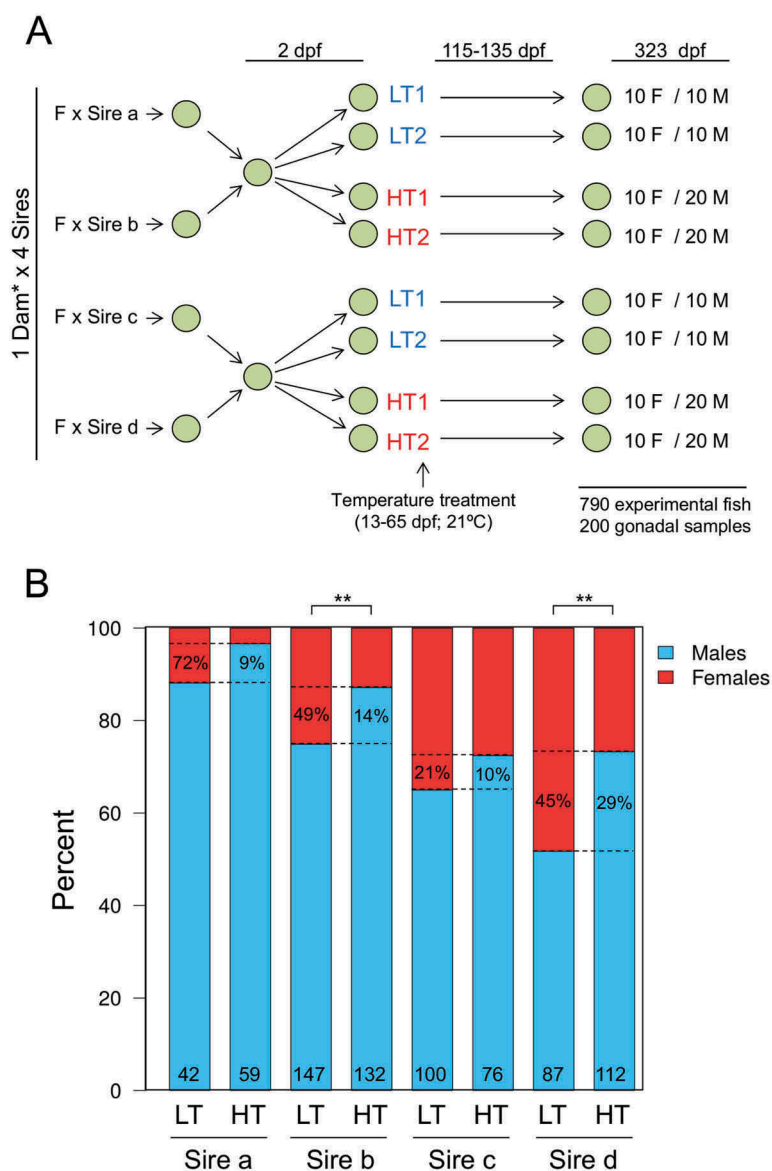 A
2 dpf 115-135 dpf 323 dpf
1 Dam* x 4 Sires
F x Sire a
LT1 10 F / 10 M
LT2 10 F / 10 M
HT1 10 F / 20 M
F x Sire b
HT2 10 F / 20 M
LT1 10 F / 10 M
F x Sire c
LT2 10 F / 10 M
HT1 10 F / 20 M
F x Sire d
HT2 10 F / 20 M
Temperature treatment
(13-65 dpf; 21ºC)
790 experimental fish
200 gonadal samples
B
** **
100
80
60
40
20
0
Percent
72% 9% 49% 14% 21% 10% 45% 29%
Males
Females
42 59 147 132 100 76 87 112
LT HT LT HT LT HT LT HT
Sire a Sire b Sire c Sire d